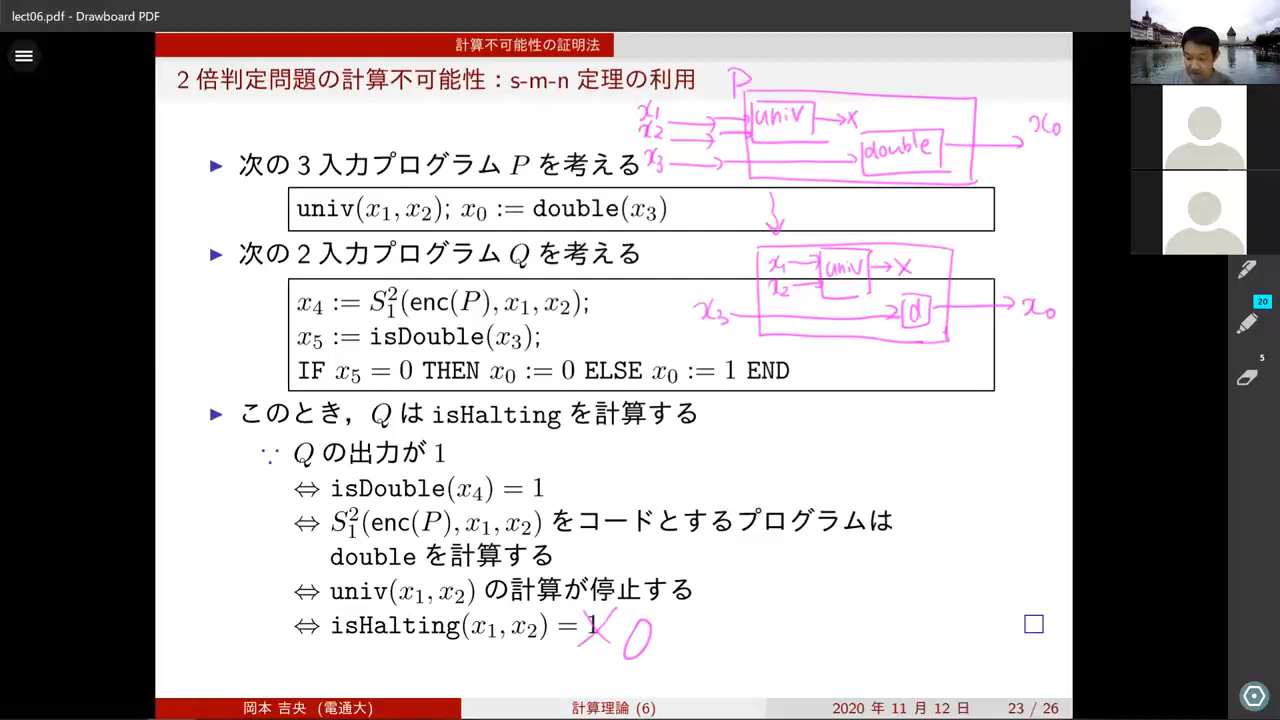 lect06.pdf - Drawboard PDF
計算不可能性の証明法
2 倍判定問題の計算不可能性：s-m-n 定理の利用
P
x1
x2
x3
univ
x
double
x0
▶ 次の 3 入力プログラム P を考える
univ(x1, x2); x0 := double(x3)
▶ 次の 2 入力プログラム Q を考える
x1
x2
univ
x
x3
d
x0
x4 := S²₁(enc(P), x1, x2);
x5 := isDouble(x3);
IF x5 = 0 THEN x0 := 0 ELSE x0 := 1 END
▶ このとき，Q は isHalting を計算する
∵ Q の出力が 1
⇔ isDouble(x4) = 1
⇔ S²₁(enc(P), x1, x2) をコードとするプログラムは
double を計算する
⇔ univ(x1, x2) の計算が停止する
⇔ isHalting(x1, x2) = 1 0
岡本 吉央 (電通大)
計算理論 (6)
2020 年 11 月 12 日
23 / 26
20
5